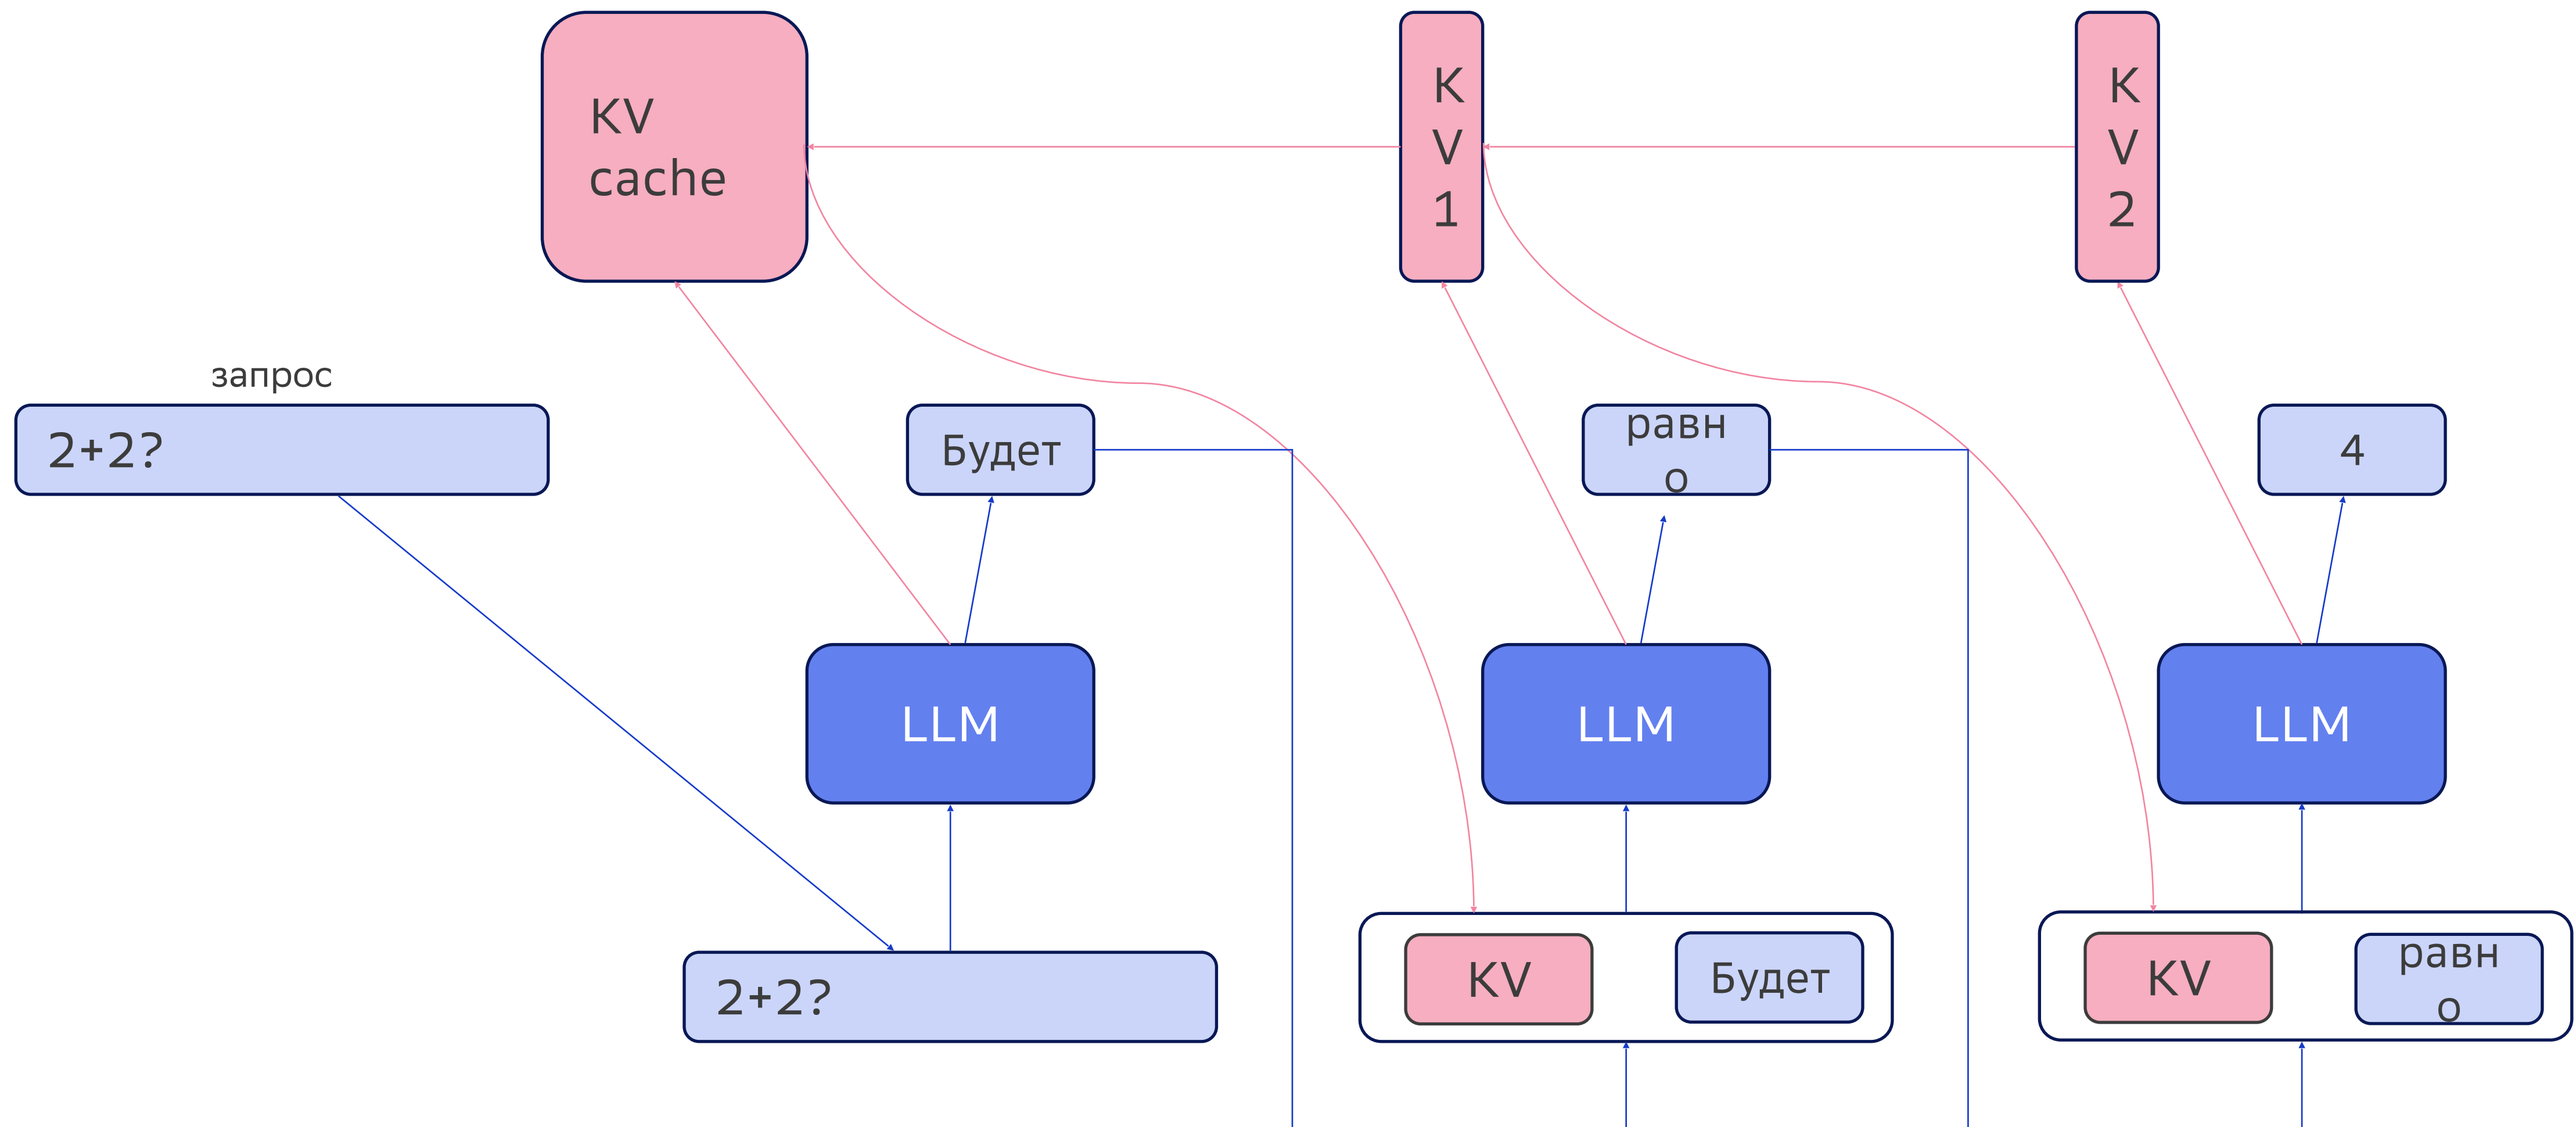 KV
cache
K
V
1
K
V
2
запрос
2+2?
Будет
равн
о
4
LLM
LLM
LLM
2+2?
KV
Будет
KV
равн
о